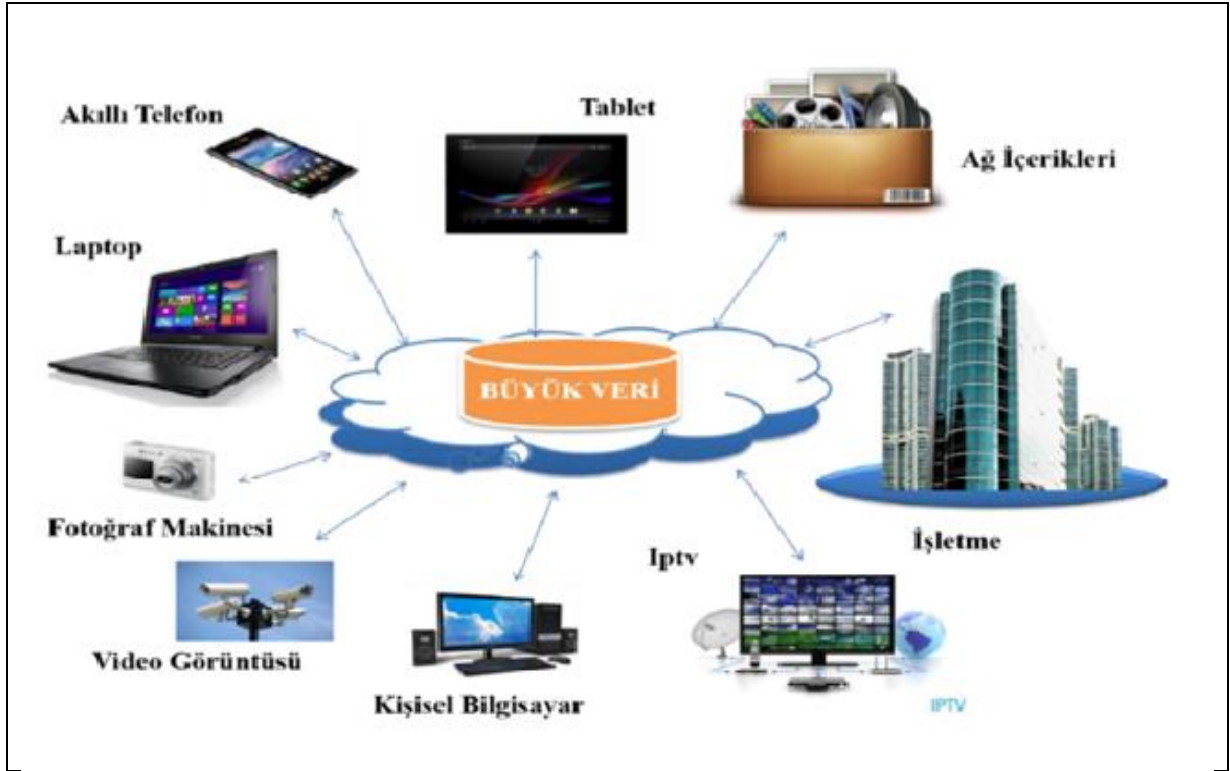 Akıllı Telefon
Tablet
Ağ İçerikleri
Laptop
BÜYÜK VERİ
Fotoğraf Makinesi
İşletme
Iptv
Video Görüntüsü
Kişisel Bilgisayar
IPTV